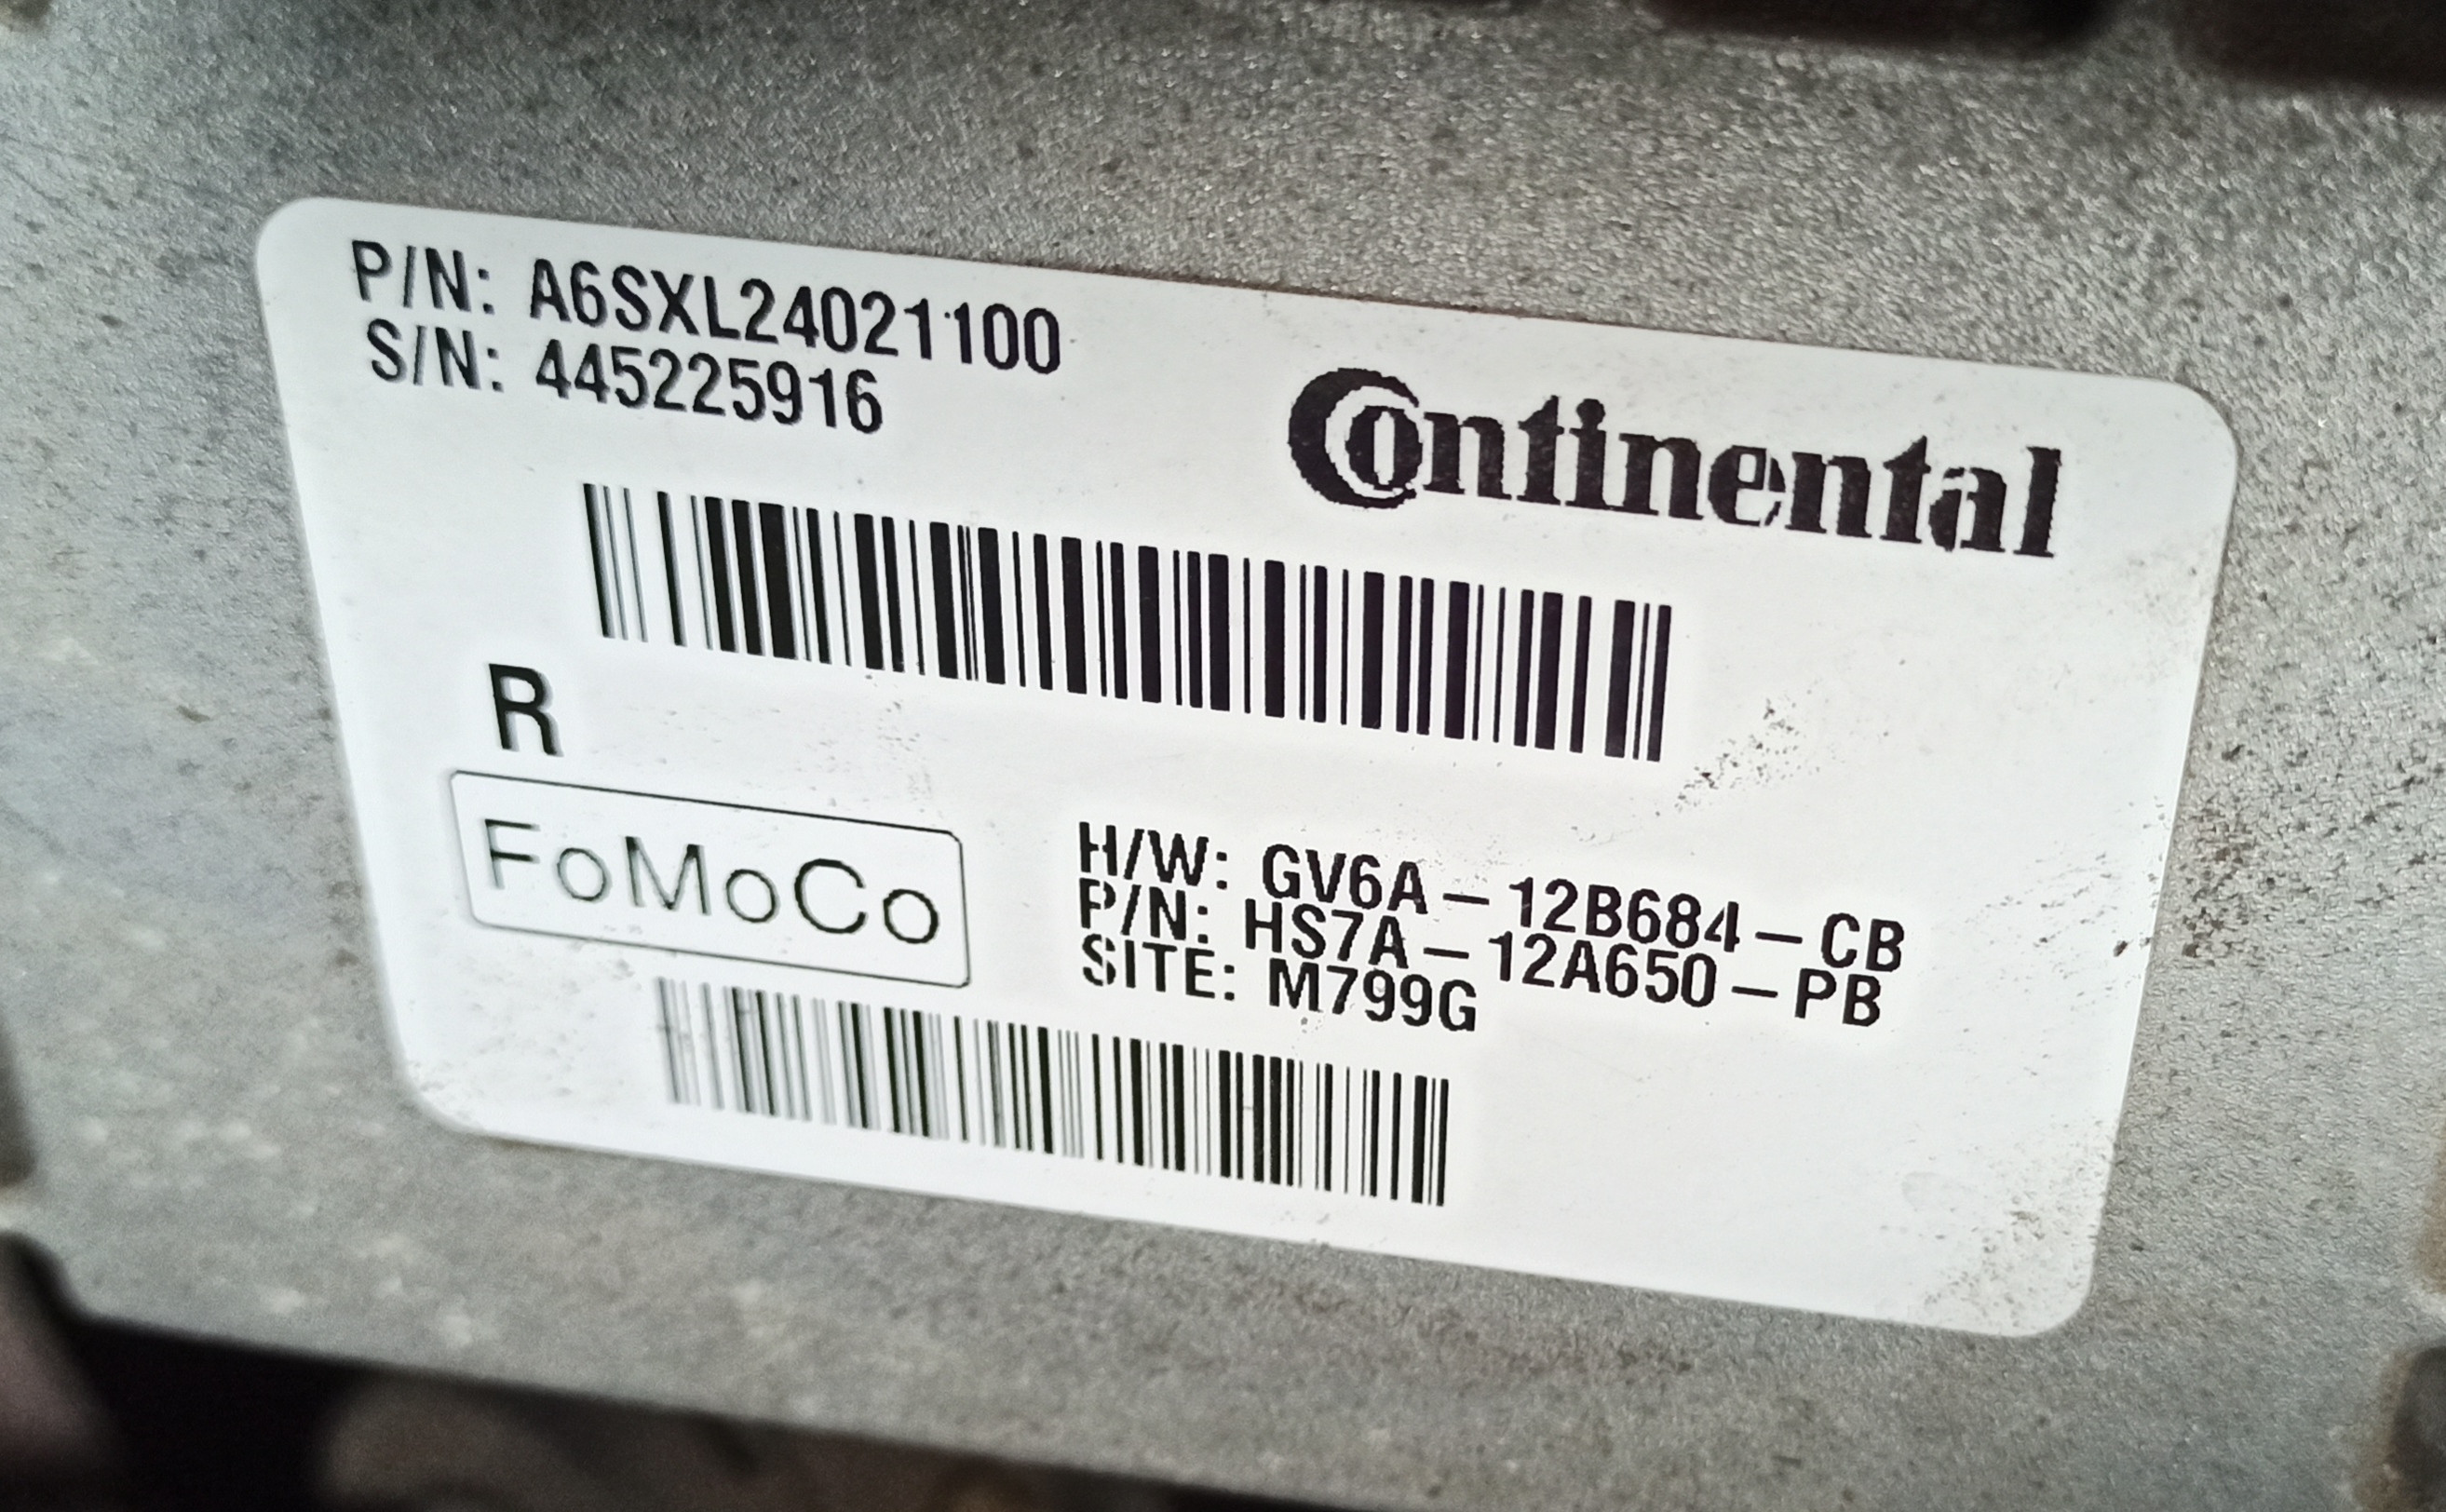 P/N: A6SXL24021100
S/N: 445225916
Continental
R
FoMoCo
H/W: GV6A-12B684-CB
P/N: HS7A-12A650-PB
SITE: M799G